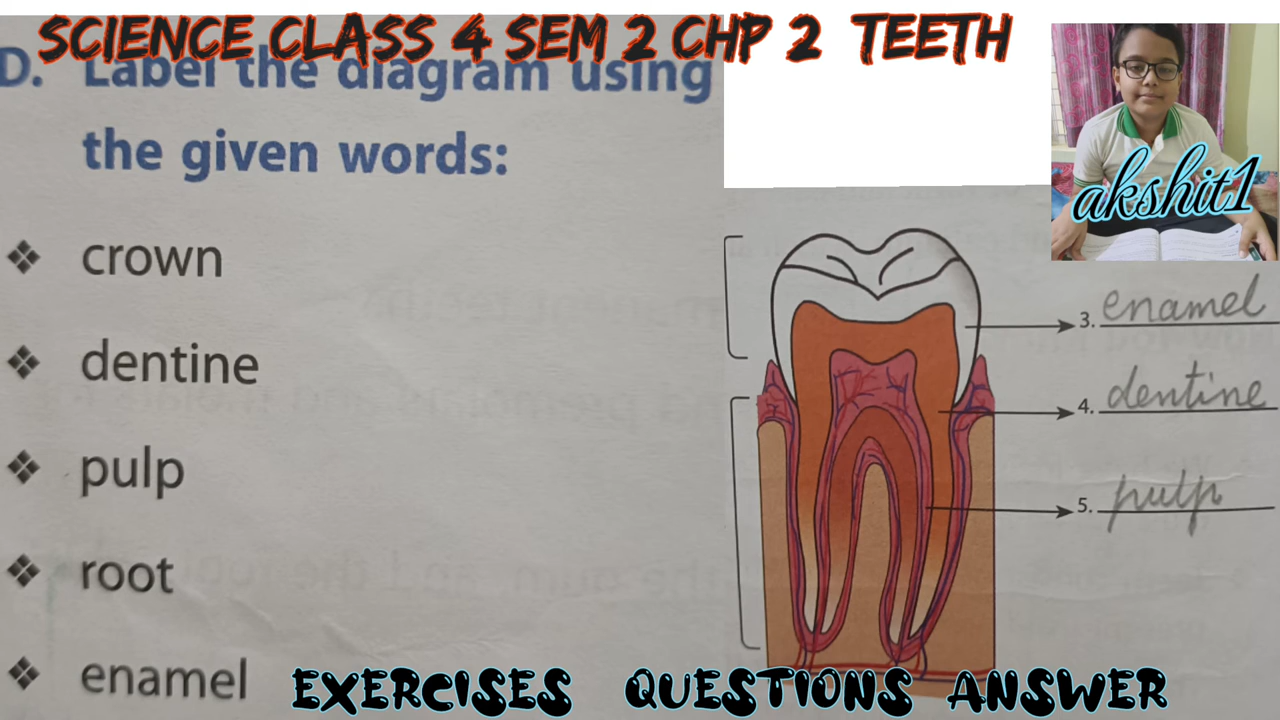 SCIENCE CLASS 4 SEM 2 CHP 2 TEETH
D. Label the diagram using
the given words:
akshit1
❖ crown
❖ dentine
❖ pulp
❖ root
❖ enamel
3. enamel
4. dentine
5. pulp
EXERCISES QUESTIONS ANSWER